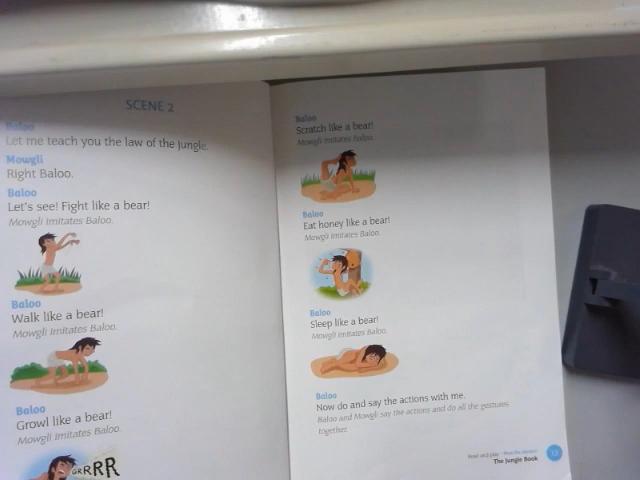 SCENE 2
Baloo
Let me teach you the law of the jungle.
Mowgli
Right Baloo.
Baloo
Let's see! Fight like a bear!
Mowgli imitates Baloo.
Baloo
Walk like a bear!
Mowgli imitates Baloo.
Baloo
Growl like a bear!
Mowgli imitates Baloo.
GRRRR
Baloo
Scratch like a bear!
Mowgli imitates Baloo.
Baloo
Eat honey like a bear!
Mowgli imitates Baloo.
Baloo
Sleep like a bear!
Mowgli imitates Baloo.
Baloo
Now do and say the actions with me.
Baloo and Mowgli say the actions and do all the gestures
together.
Read and play
The Jungle Book